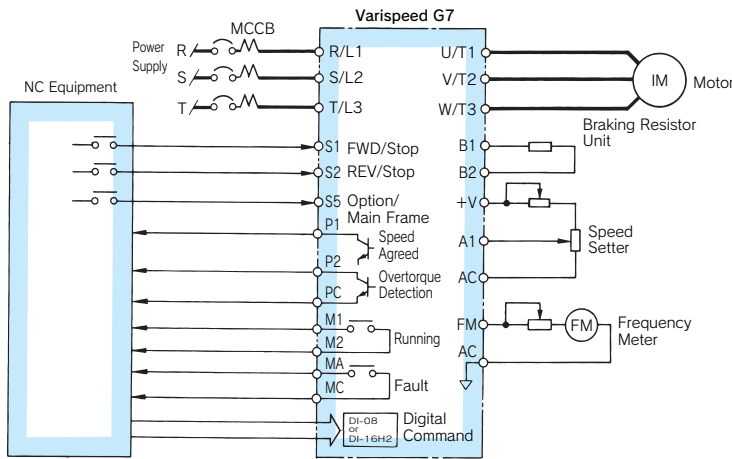 Varispeed G7
MCCB
Power
Supply
R
S
T
R/L1
S/L2
T/L3
U/T1
V/T2
W/T3
IM
Motor
NC Equipment
Braking Resistor
Unit
S1 FWD/Stop
S2 REV/Stop
S5 Option/
Main Frame
P1
Speed
Agreed
P2
Overtorque
Detection
PC
M1
M2
Running
MA
MC
Fault
DI-08
or
DI-16H2
Digital
Command
B1
B2
+V
A1
AC
Speed
Setter
FM
FM
Frequency
Meter
AC